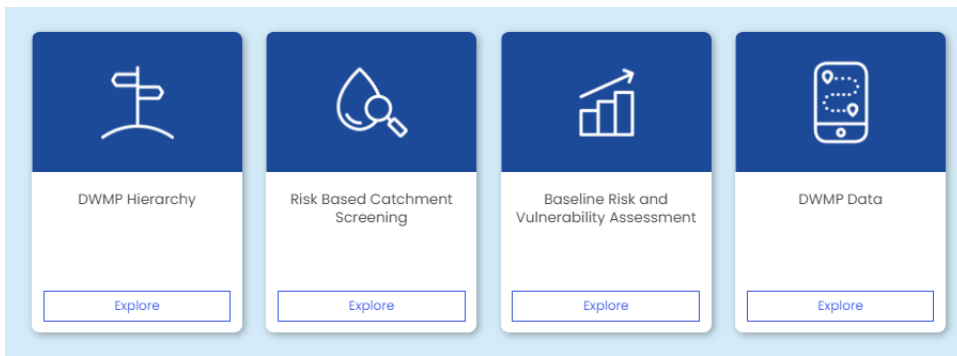 DWMP Hierarchy
Risk Based Catchment
Screening
Baseline Risk and
Vulnerability Assessment
DWMP Data
Explore
Explore
Explore
Explore